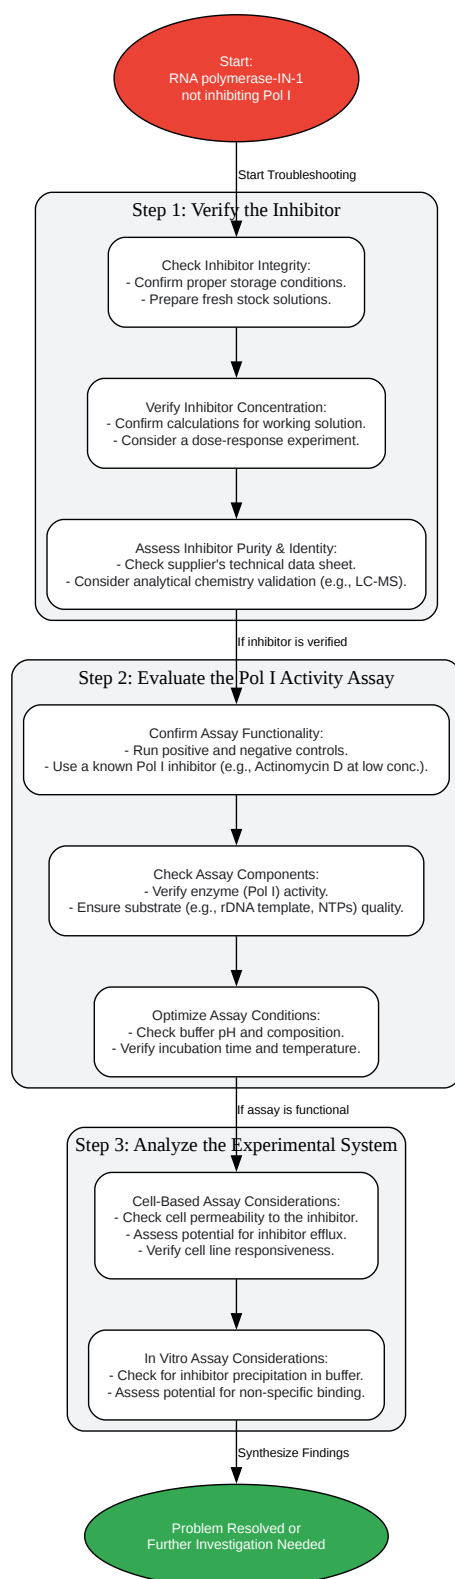 Start:
RNA polymerase-IN-1
not inhibiting Pol I
Start Troubleshooting
Step 1: Verify the Inhibitor
Check Inhibitor Integrity:
- Confirm proper storage conditions.
- Prepare fresh stock solutions.
Verify Inhibitor Concentration:
- Confirm calculations for working solution.
- Consider a dose-response experiment.
Assess Inhibitor Purity & Identity:
- Check supplier's technical data sheet.
- Consider analytical chemistry validation (e.g., LC-MS).
If inhibitor is verified
Step 2: Evaluate the Pol I Activity Assay
Confirm Assay Functionality:
- Run positive and negative controls.
- Use a known Pol I inhibitor (e.g., Actinomycin D at low conc.).
Check Assay Components:
- Verify enzyme (Pol I) activity.
- Ensure substrate (e.g., rDNA template, NTPs) quality.
Optimize Assay Conditions:
- Check buffer pH and composition.
- Verify incubation time and temperature.
If assay is functional
Step 3: Analyze the Experimental System
Cell-Based Assay Considerations:
- Check cell permeability to the inhibitor.
- Assess potential for inhibitor efflux.
- Verify cell line responsiveness.
In Vitro Assay Considerations:
- Check for inhibitor precipitation in buffer.
- Assess potential for non-specific binding.
Synthesize Findings
Problem Resolved or
Further Investigation Needed